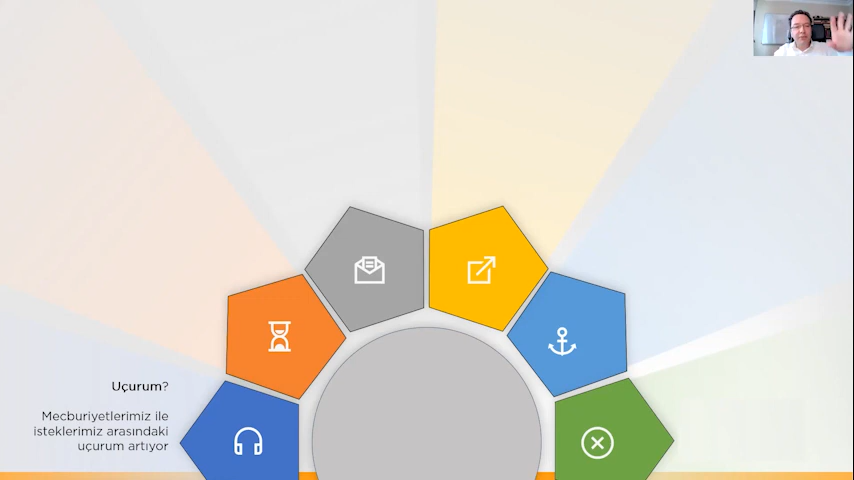 Uçurum?
Mecburiyetlerimiz ile
isteklerimiz arasındaki
uçurum artıyor